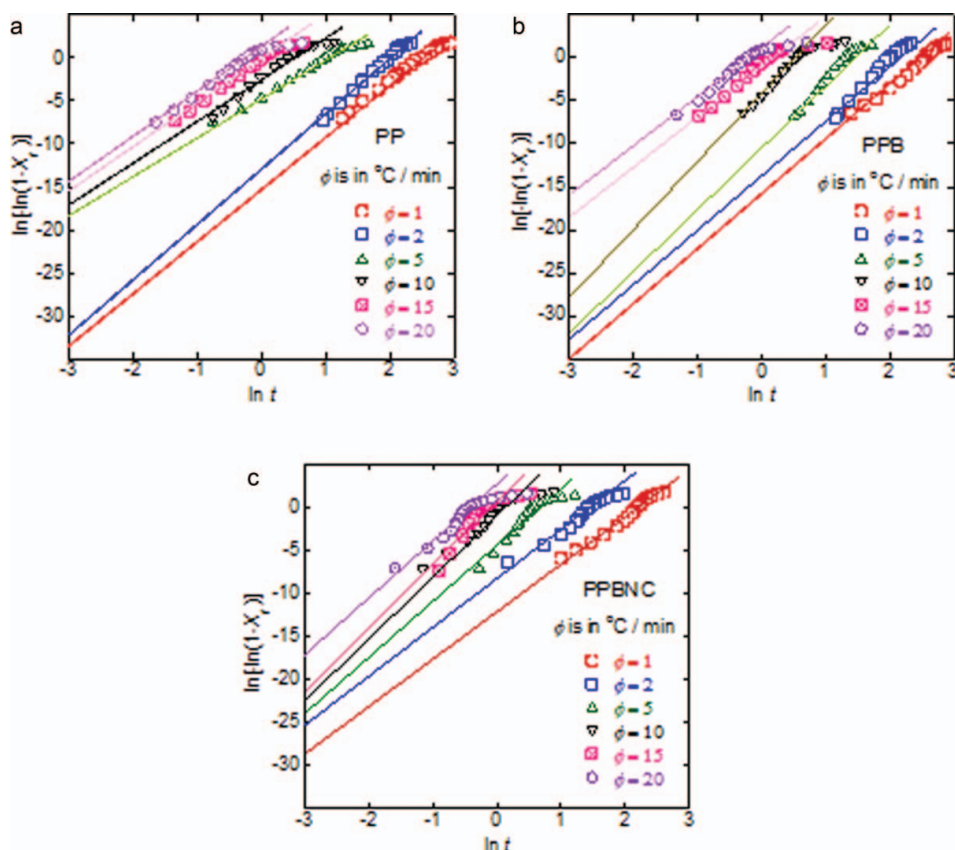 a
b
0
-5
-10
-15
-20
-25
-30
ln[-ln(1-Xr)]
PP
ϕ is in °C / min
ϕ= 1
ϕ= 2
ϕ= 5
ϕ=10
ϕ=15
ϕ=20
-3 -2 -1 0 1 2 3
ln t
0
-5
-10
-15
-20
-25
-30
ln[-ln(1-Xr)]
PPB
ϕ is in °C / min
ϕ= 1
ϕ= 2
ϕ= 5
ϕ=10
ϕ=15
ϕ=20
-3 -2 -1 0 1 2 3
ln t
c
0
-5
-10
-15
-20
-25
-30
ln[-ln(1-Xr)]
PPBNC
ϕ is in °C / min
ϕ= 1
ϕ= 2
ϕ= 5
ϕ=10
ϕ=15
ϕ=20
-3 -2 -1 0 1 2 3
ln t